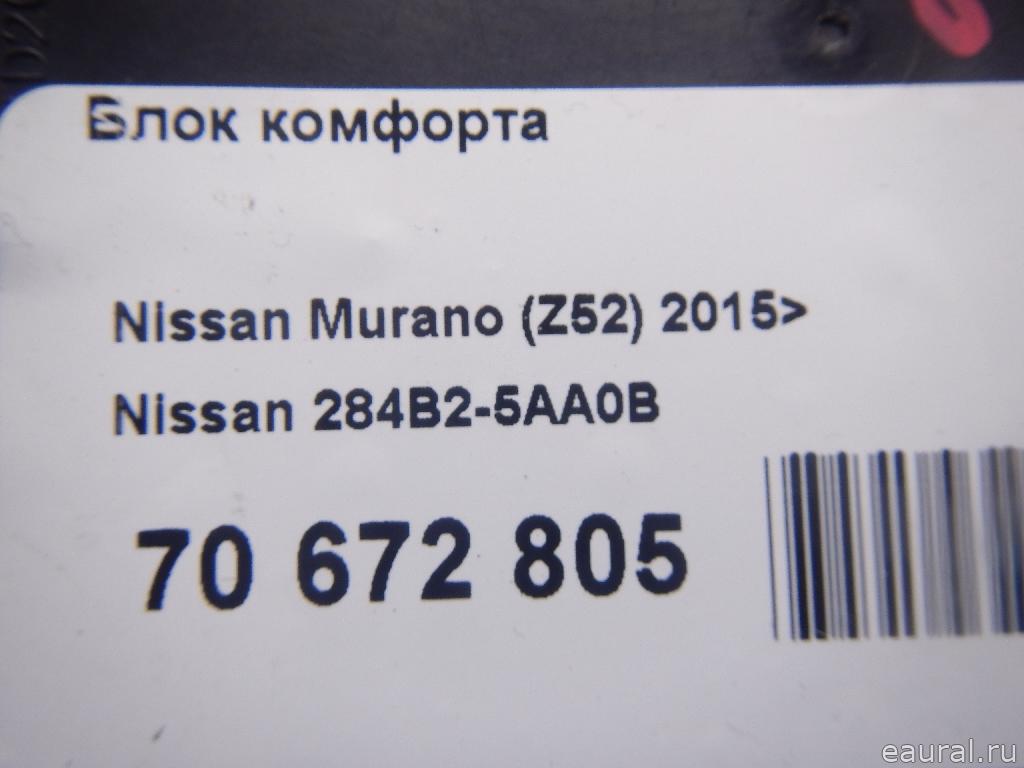 Блок комфорта
Nissan Murano (Z52) 2015>
Nissan 284B2-5AA0B
70 672 805
eaural.ru